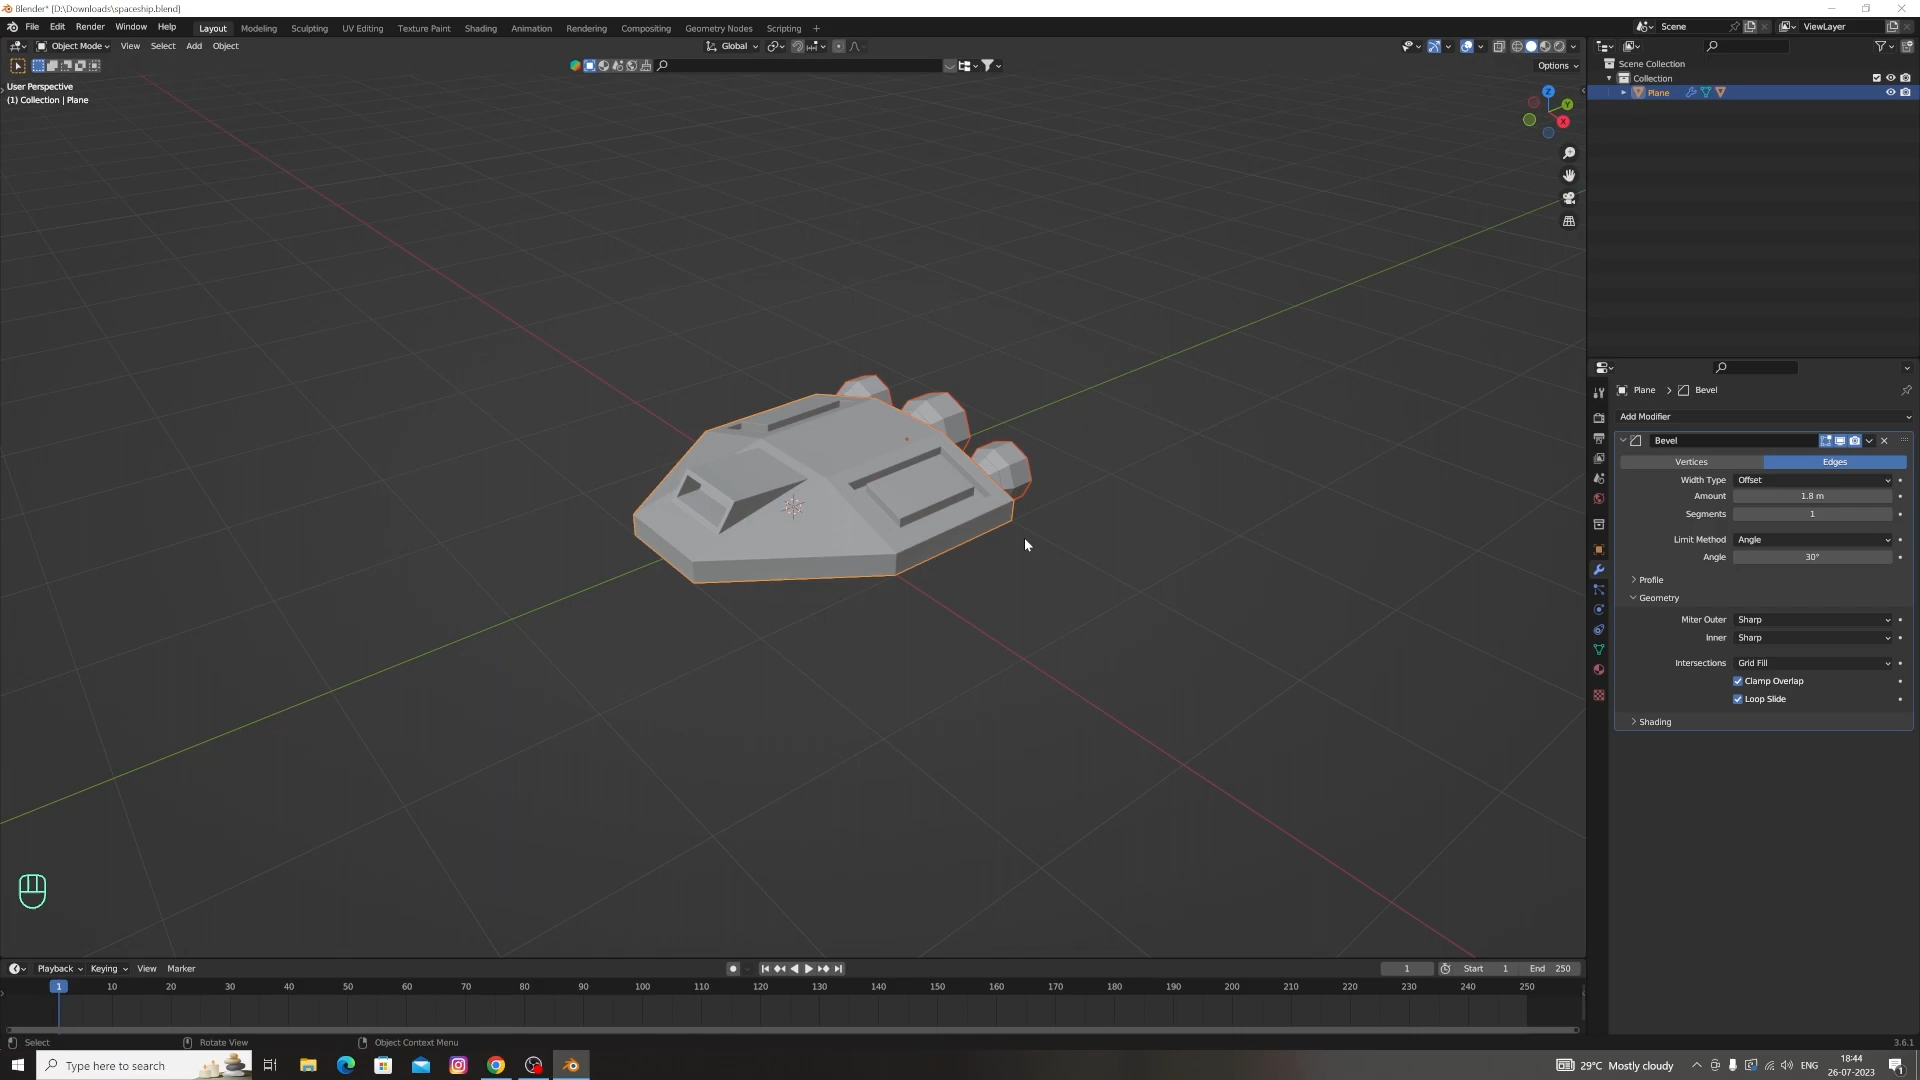 Blender* [D:\Downloads\spaceship.blend]
File Edit Render Window Help Layout Modeling Sculpting UV Editing Texture Paint Shading Animation Rendering Compositing Geometry Nodes Scripting + Scene ViewLayer
Object Mode View Select Add Object Global
Options
User Perspective
(1) Collection | Plane
Z
Y
X
Scene Collection
Collection
Plane
Plane > Bevel
Add Modifier
Bevel
Vertices Edges
Width Type Offset
Amount 1.8 m
Segments 1
Limit Method Angle
Angle 30°
Profile
Geometry
Miter Outer Sharp
Inner Sharp
Intersections Grid Fill
Clamp Overlap
Loop Slide
Shading
Playback Keying View Marker 1 Start 1 End 250
1 10 20 30 40 50 60 70 80 90 100 110 120 130 140 150 160 170 180 190 200 210 220 230 240 250
Select Rotate View Object Context Menu 3.6.1
Type here to search 29°C Mostly cloudy ENG 18:44
26-07-2023 1